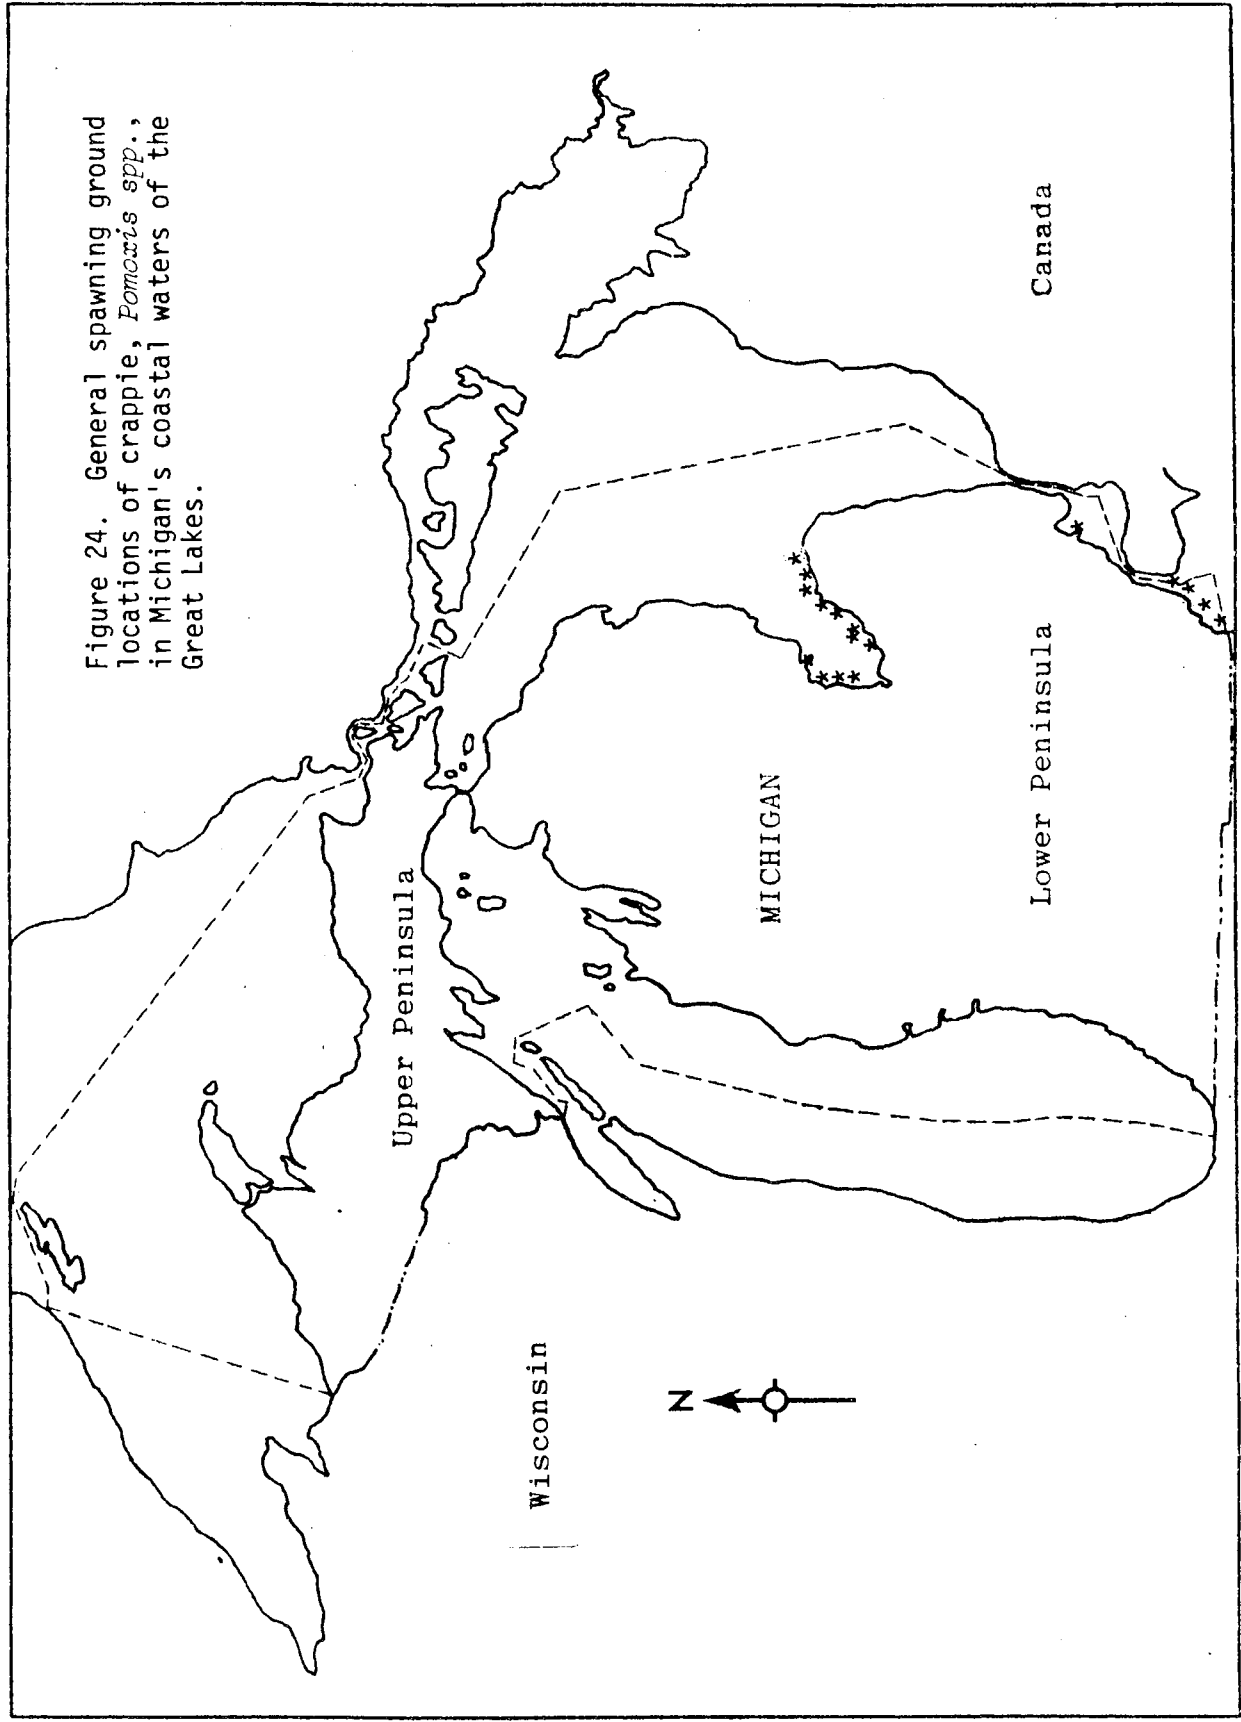 Figure 24. General spawning ground
locations of crappie, Pomoxis spp.,
in Michigan's coastal waters of the
Great Lakes.
Upper Peninsula
Wisconsin
N
MICHIGAN
Lower Peninsula
Canada